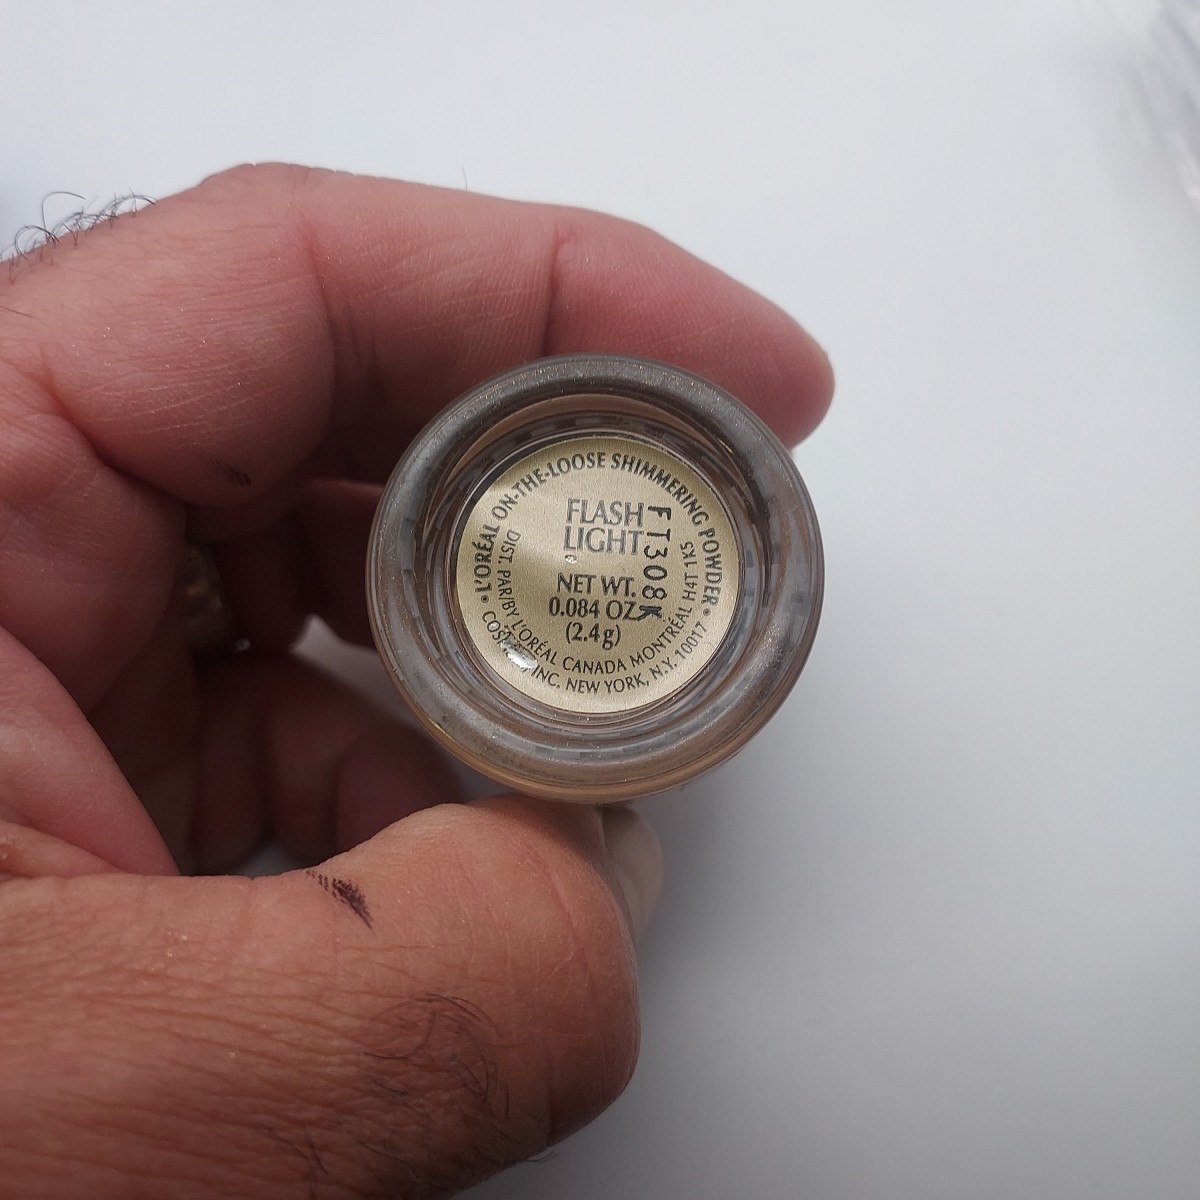 • L'ORÉAL ON-THE-LOOSE SHIMMERING POWDER •
FLASH
LIGHT
NET WT.
0.084 OZ.
(2.4 g)
FT308K
DIST. PAR/BY L'ORÉAL CANADA MONTRÉAL H4T 1K5
INC. NEW YORK, N.Y. 10017